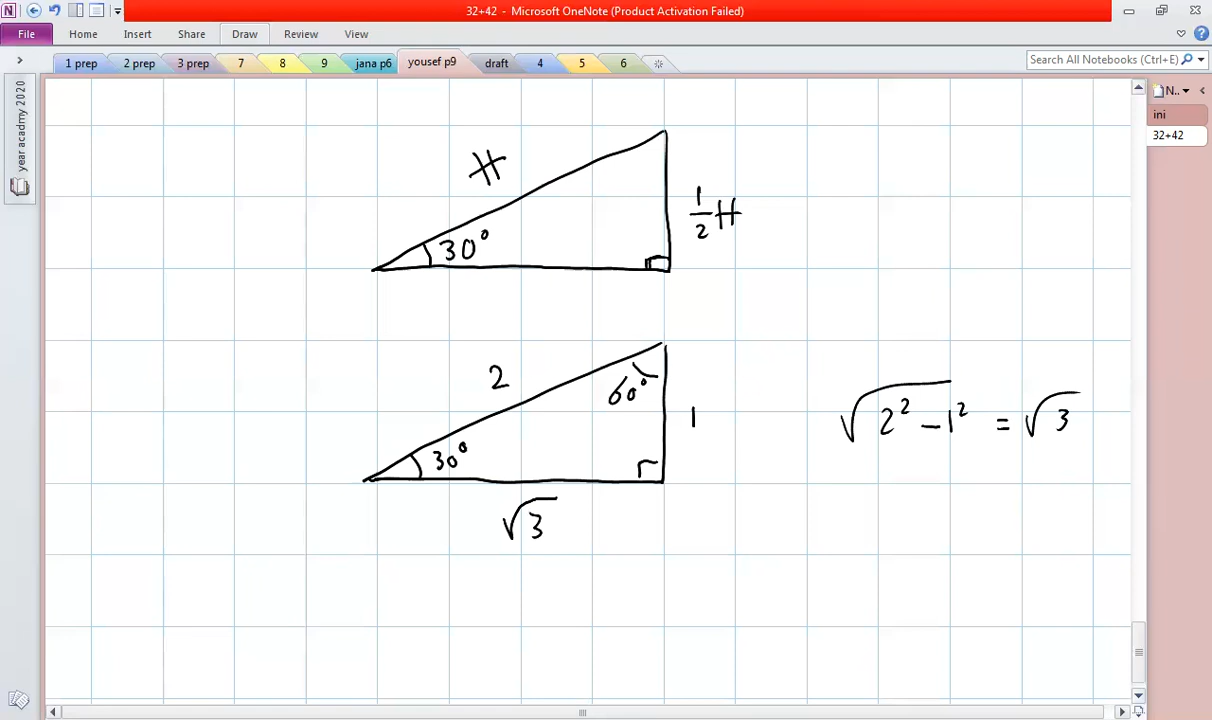 32+42 - Microsoft OneNote (Product Activation Failed)
File Home Insert Share Draw Review View
1 prep 2 prep 3 prep 7 8 9 jana p6 yousef p9 draft 4 5 6
Search All Notebooks (Ctrl+E)
N..
ini
32+42
year acadmy 2020
H
1/2 H
30°
2
60°
1
30°
√3
√2² - 1² = √3